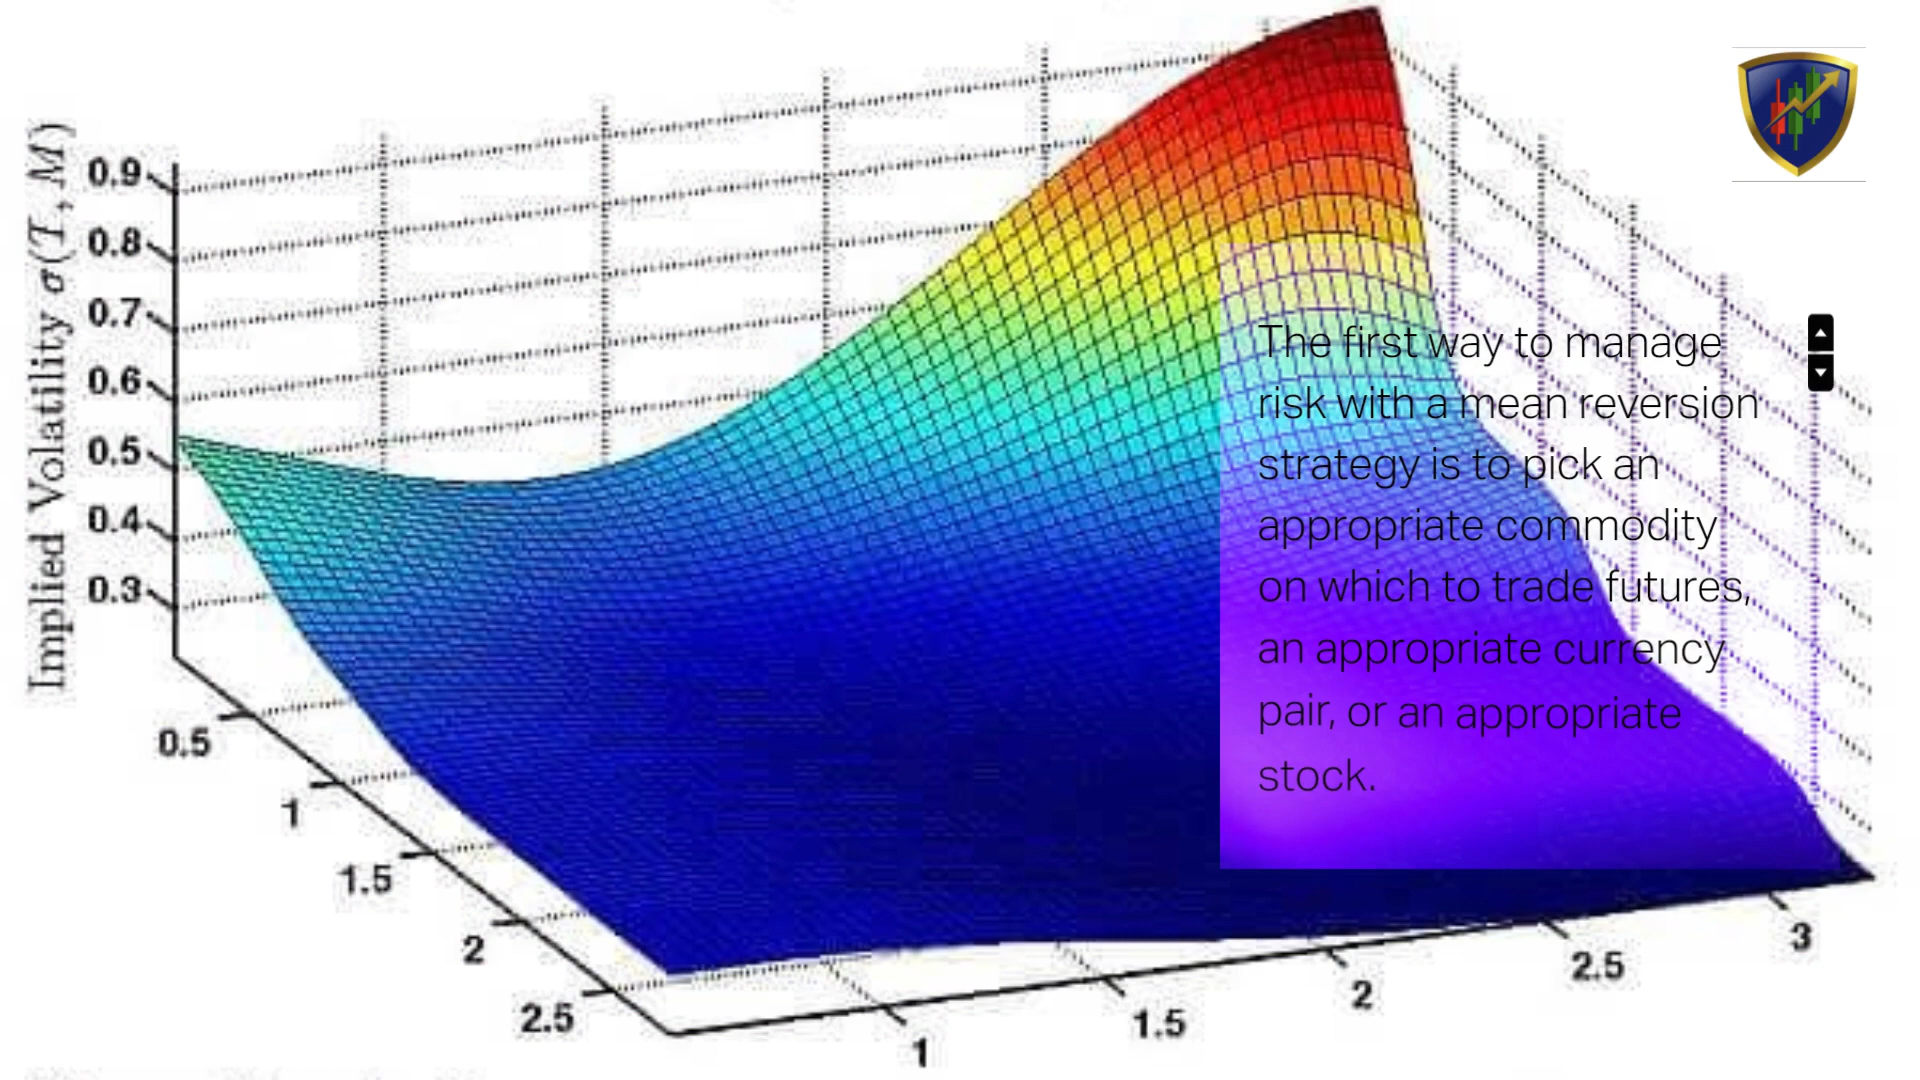 Implied Volatility σ(T, M)
0.9
0.8
0.7
0.6
0.5
0.4
0.3
0.5
1
1.5
2
2.5
1
1.5
2
2.5
3
The first way to manage
risk with a mean reversion
strategy is to pick an
appropriate commodity
on which to trade futures,
an appropriate currency
pair, or an appropriate
stock.